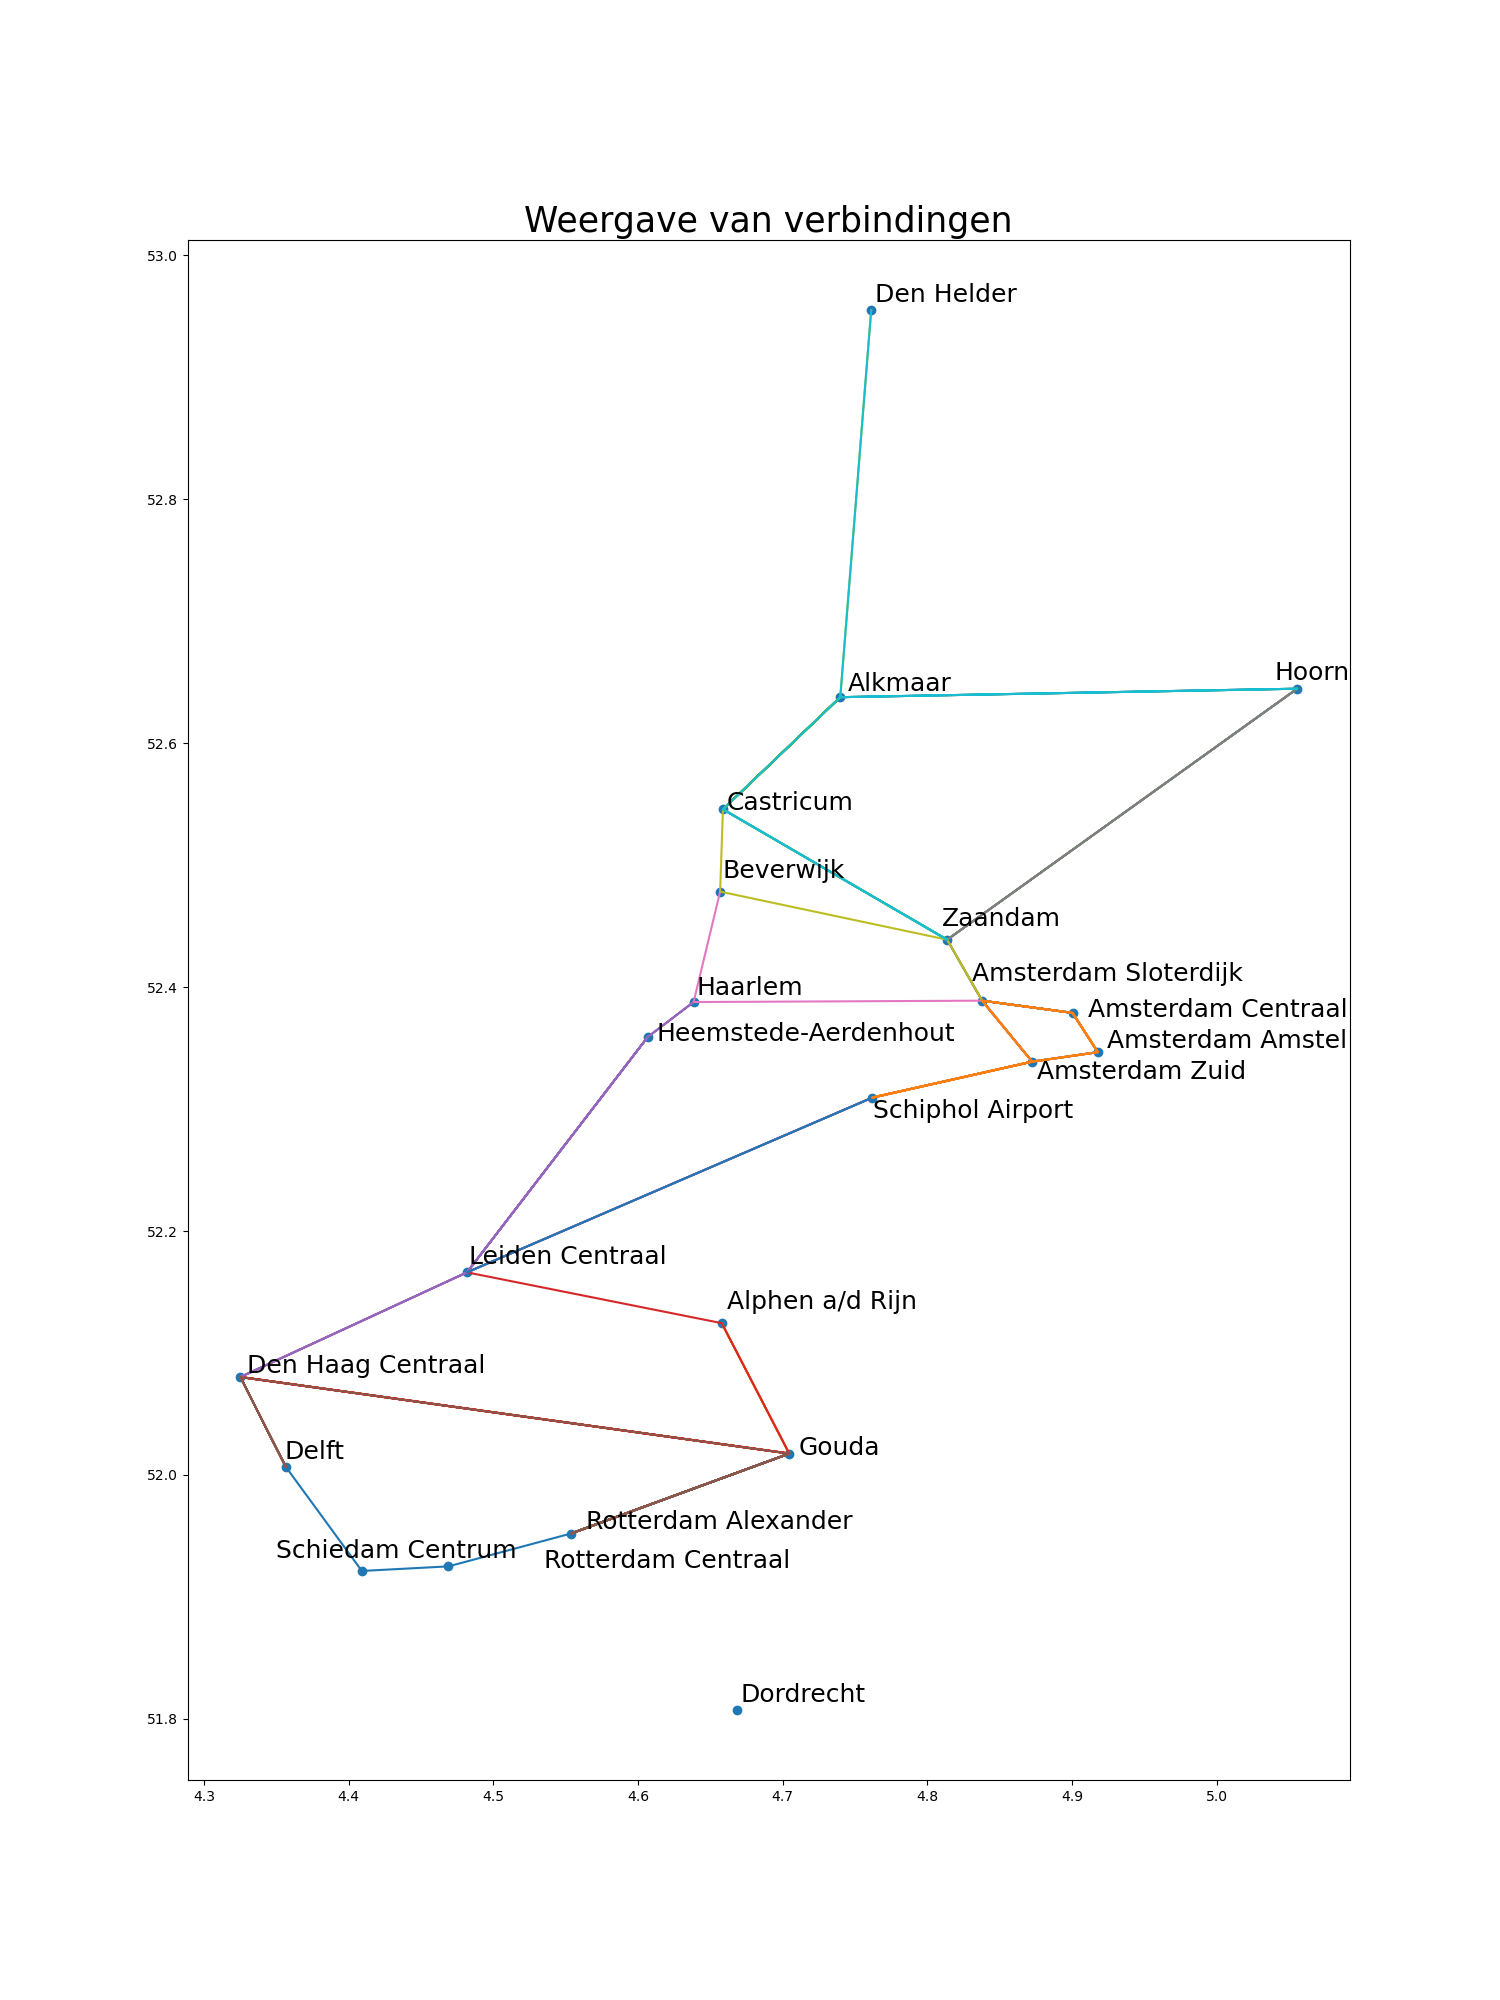 Weergave van verbindingen
53.0
Den Helder
52.8
Hoorn
Alkmaar
52.6
Castricum
Beverwijk
Zaandam
Amsterdam Sloterdijk
52.4
Haarlem
Amsterdam Centraal
Heemstede-Aerdenhout
Amsterdam Amstel
Amsterdam Zuid
Schiphol Airport
52.2
Leiden Centraal
Alphen a/d Rijn
Den Haag Centraal
Gouda
Delft
52.0
Rotterdam Alexander
Schiedam Centrum
Rotterdam Centraal
Dordrecht
51.8
4.3 4.4 4.5 4.6 4.7 4.8 4.9 5.0